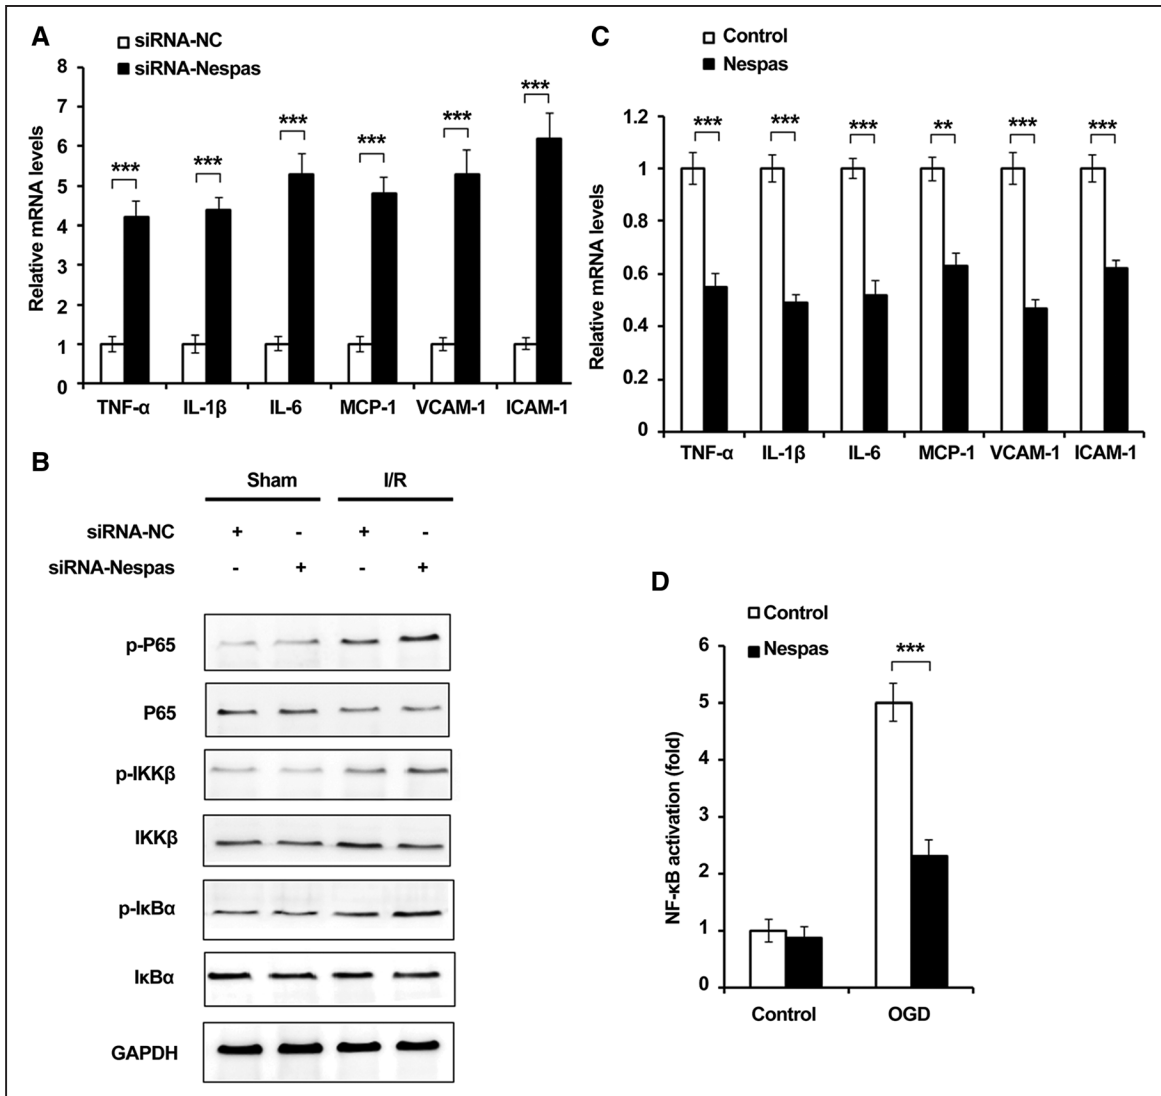 A
siRNA-NC
siRNA-Nespas
Relative mRNA levels
8
7
6
5
4
3
2
1
0
*** *** *** *** *** ***
TNF-α IL-1β IL-6 MCP-1 VCAM-1 ICAM-1
C
Control
Nespas
Relative mRNA levels
1.2
1
0.8
0.6
0.4
0.2
0
*** *** *** ** *** ***
TNF-α IL-1β IL-6 MCP-1 VCAM-1 ICAM-1
B
Sham I/R
siRNA-NC + - + -
siRNA-Nespas - + - +
p-P65
P65
p-IKKβ
IKKβ
p-IκBα
IκBα
GAPDH
D
Control
Nespas
NF-κB activation (fold)
6
5
4
3
2
1
0
***
Control OGD